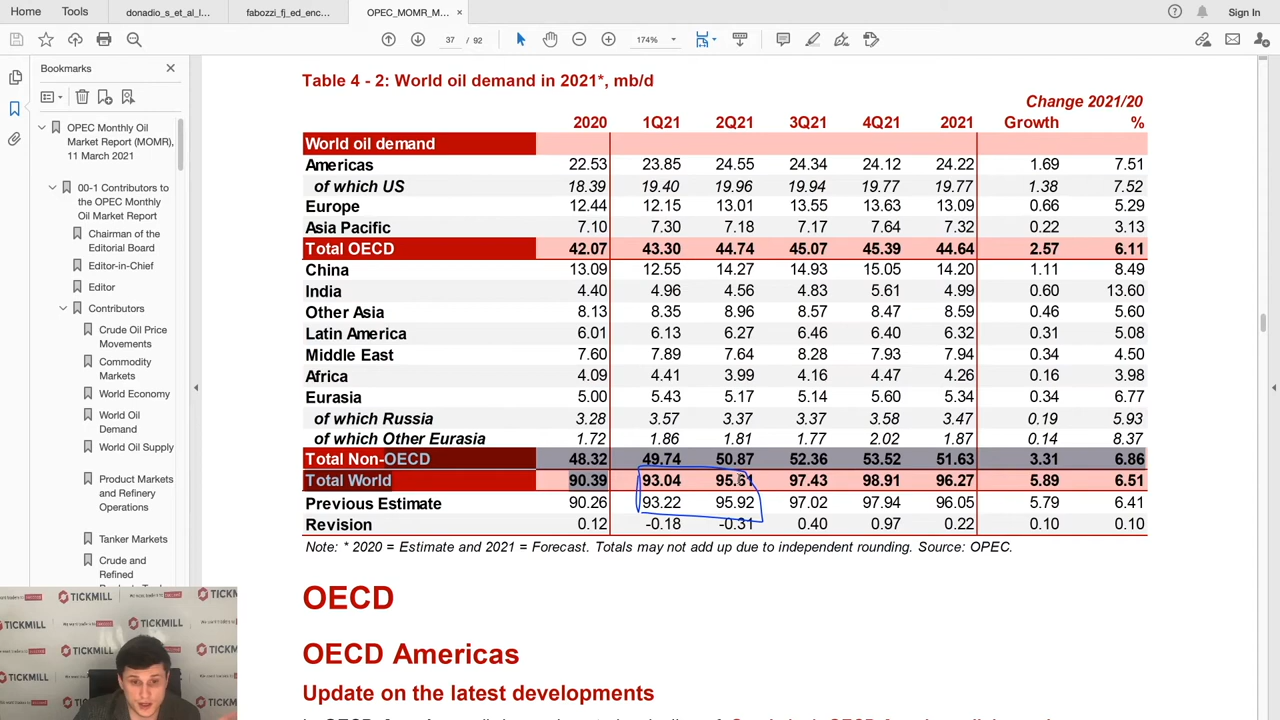 Home Tools donadio_s_et_al_l... fabozzi_fj_ed_enc... OPEC_MOMR_M... × Sign In
37 / 92 174%
Bookmarks
OPEC Monthly Oil
Market Report (MOMR),
11 March 2021
00-1 Contributors to
the OPEC Monthly
Oil Market Report
Chairman of the
Editorial Board
Editor-in-Chief
Editor
Contributors
Crude Oil Price
Movements
Commodity
Markets
World Economy
World Oil
Demand
World Oil Supply
Product Markets
and Refinery
Operations
Tanker Markets
Crude and
Refined
Table 4 - 2: World oil demand in 2021*, mb/d
Change 2021/20
2020 1Q21 2Q21 3Q21 4Q21 2021 Growth %
World oil demand
Americas 22.53 23.85 24.55 24.34 24.12 24.22 1.69 7.51
of which US 18.39 19.40 19.96 19.94 19.77 19.77 1.38 7.52
Europe 12.44 12.15 13.01 13.55 13.63 13.09 0.66 5.29
Asia Pacific 7.10 7.30 7.18 7.17 7.64 7.32 0.22 3.13
Total OECD 42.07 43.30 44.74 45.07 45.39 44.64 2.57 6.11
China 13.09 12.55 14.27 14.93 15.05 14.20 1.11 8.49
India 4.40 4.96 4.56 4.83 5.61 4.99 0.60 13.60
Other Asia 8.13 8.35 8.96 8.57 8.47 8.59 0.46 5.60
Latin America 6.01 6.13 6.27 6.46 6.40 6.32 0.31 5.08
Middle East 7.60 7.89 7.64 8.28 7.93 7.94 0.34 4.50
Africa 4.09 4.41 3.99 4.16 4.47 4.26 0.16 3.98
Eurasia 5.00 5.43 5.17 5.14 5.60 5.34 0.34 6.77
of which Russia 3.28 3.57 3.37 3.37 3.58 3.47 0.19 5.93
of which Other Eurasia 1.72 1.86 1.81 1.77 2.02 1.87 0.14 8.37
Total Non-OECD 48.32 49.74 50.87 52.36 53.52 51.63 3.31 6.86
Total World 90.39 93.04 95.61 97.43 98.91 96.27 5.89 6.51
Previous Estimate 90.26 93.22 95.92 97.02 97.94 96.05 5.79 6.41
Revision 0.12 -0.18 -0.31 0.40 0.97 0.22 0.10 0.10
Note: * 2020 = Estimate and 2021 = Forecast. Totals may not add up due to independent rounding. Source: OPEC.
OECD
OECD Americas
Update on the latest developments
TICKMILL TICKMILL
TICKMILL
TICKMILL